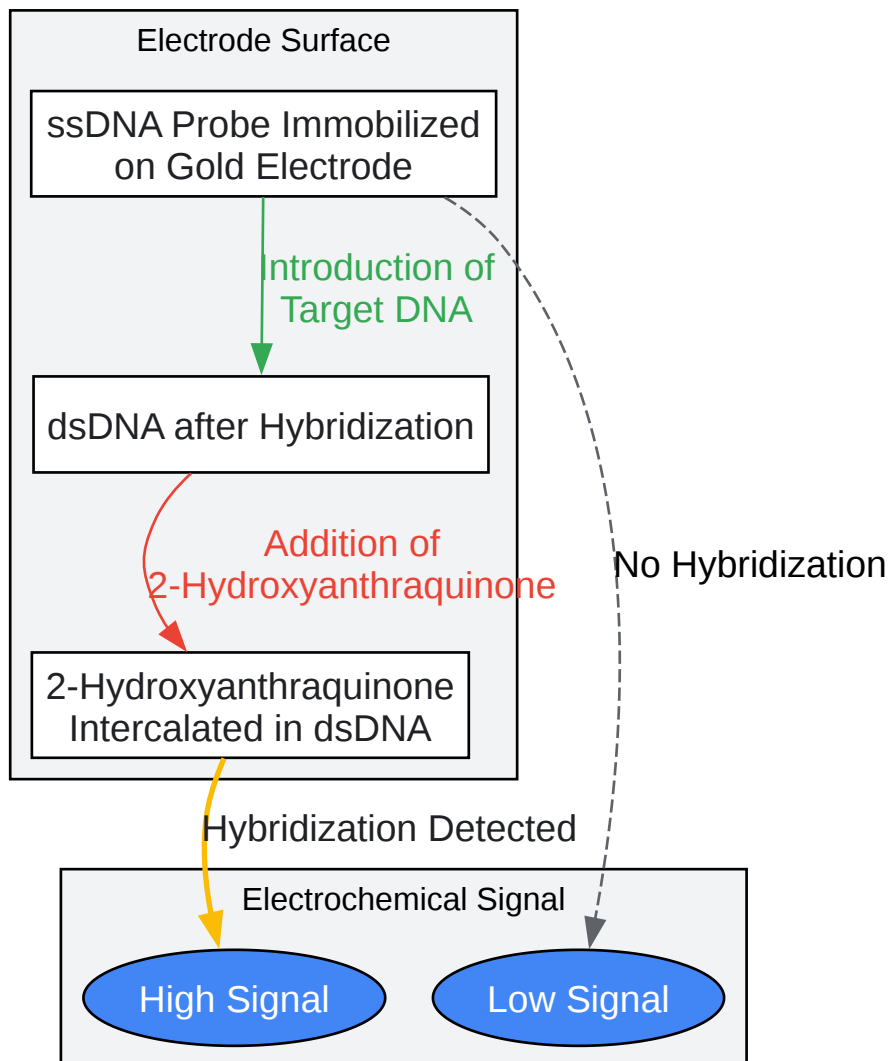 Electrode Surface
ssDNA Probe Immobilized
on Gold Electrode
Introduction of
Target DNA
dsDNA after Hybridization
Addition of
2-Hydroxyanthraquinone
No Hybridization
2-Hydroxyanthraquinone
Intercalated in dsDNA
Hybridization Detected
Electrochemical Signal
High Signal
Low Signal